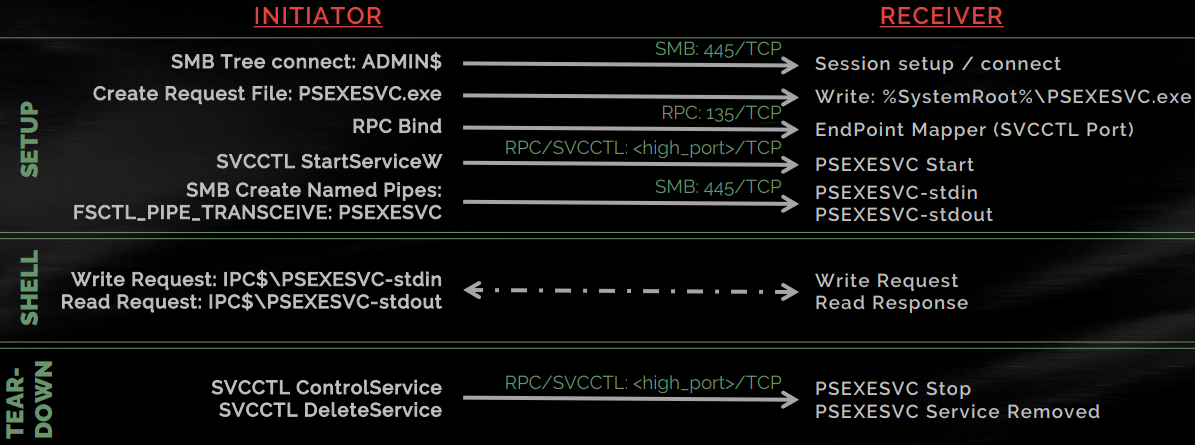 INITIATOR
RECEIVER
SETUP
SMB Tree connect: ADMIN$
SMB: 445/TCP
Session setup / connect
Create Request File: PSEXESVC.exe
Write: %SystemRoot%\PSEXESVC.exe
RPC Bind
RPC: 135/TCP
EndPoint Mapper (SVCCTL Port)
SVCCTL StartServiceW
RPC/SVCCTL: <high_port>/TCP
PSEXESVC Start
SMB Create Named Pipes:
FSCTL_PIPE_TRANSCEIVE: PSEXESVC
SMB: 445/TCP
PSEXESVC-stdin
PSEXESVC-stdout
SHELL
Write Request: IPC$\PSEXESVC-stdin
Read Request: IPC$\PSEXESVC-stdout
Write Request
Read Response
TEAR-
DOWN
SVCCTL ControlService
SVCCTL DeleteService
RPC/SVCCTL: <high_port>/TCP
PSEXESVC Stop
PSEXESVC Service Removed